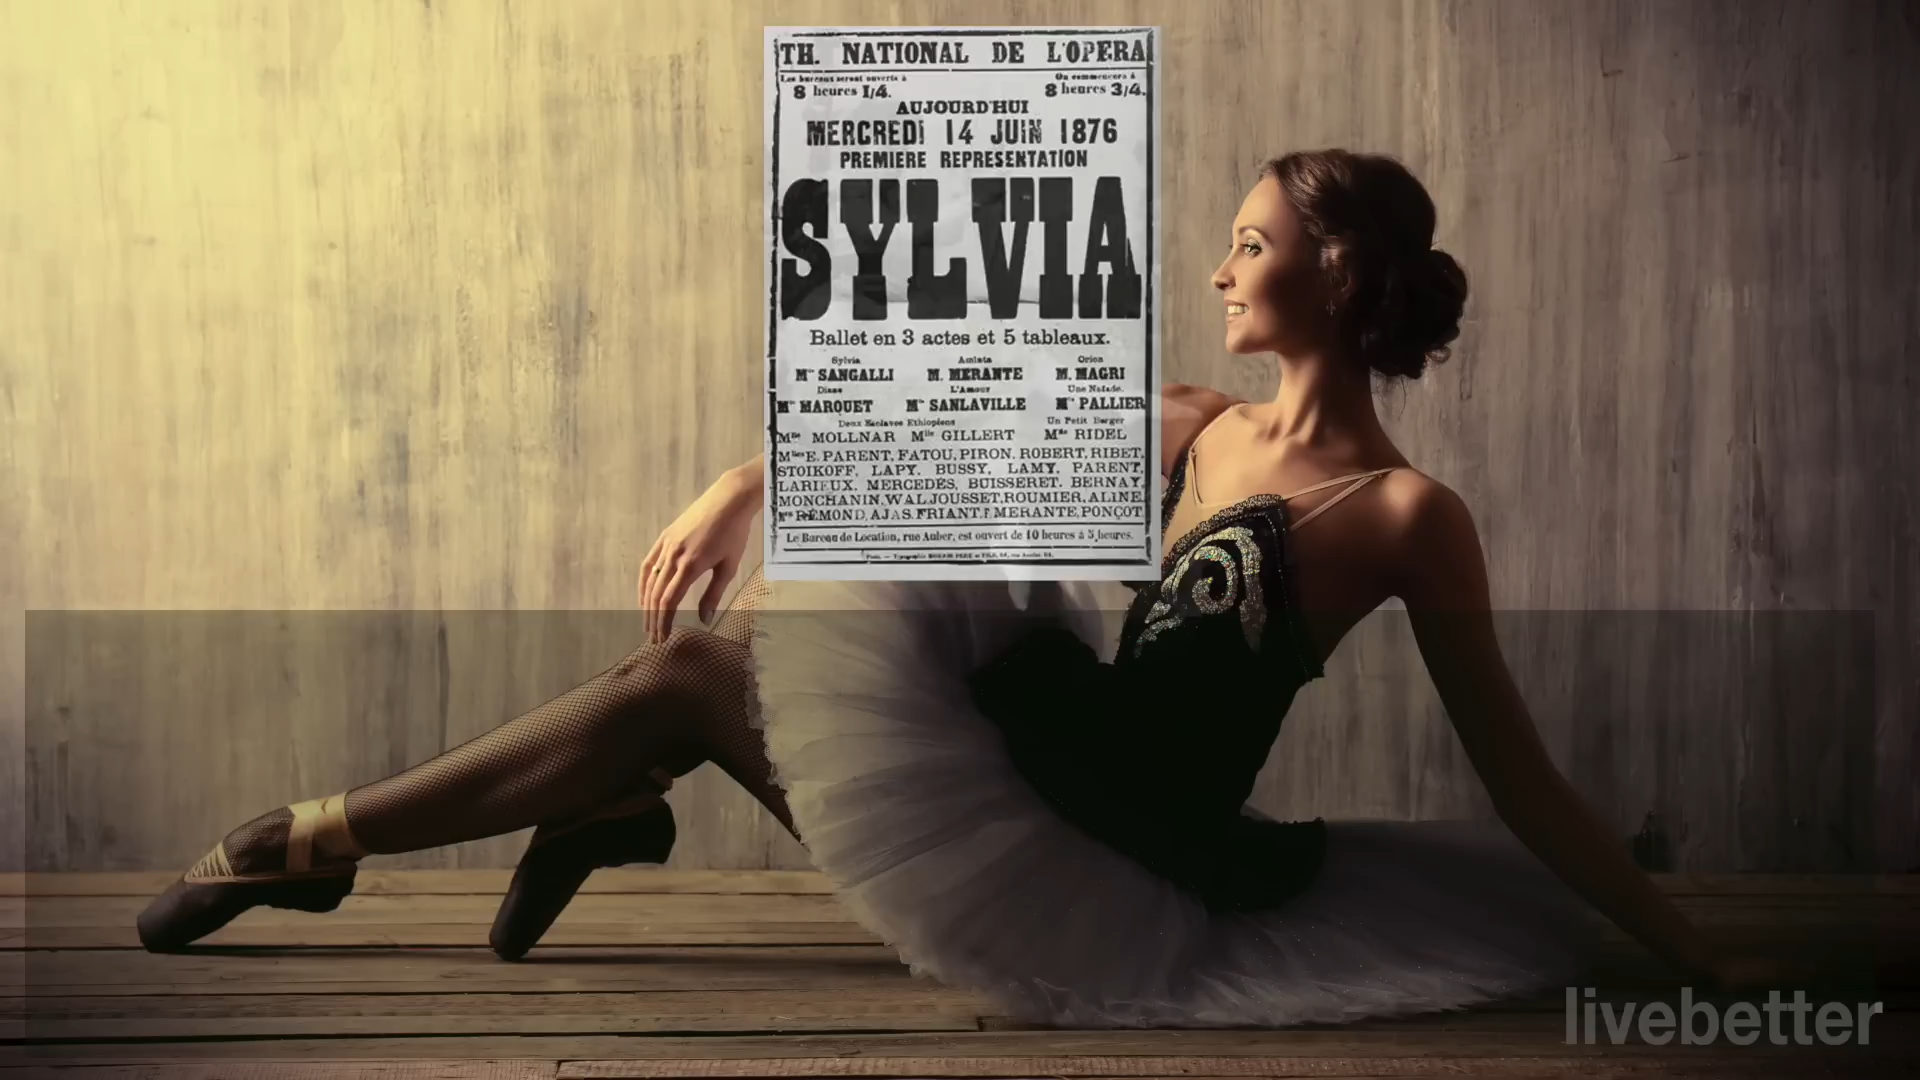 TH. NATIONAL DE L'OPERA
Les bureaux seront ouverts à On commencera à
8 heures 1/4. 8 heures 3/4.
AUJOURD'HUI
MERCREDI 14 JUIN 1876
PREMIERE REPRESENTATION
SYLVIA
Ballet en 3 actes et 5 tableaux.
Sylvia Aminta Orion
Mlle SANGALLI M. MERANTE M. MAGRI
Diane L'Amour Une Naïade.
Mlle MARQUET Mlle SANLAVILLE Mlle PALLIER
Deux Esclaves Ethiopiens Un Petit Berger
Mlle MOLLNAR Mlle GILLERT Mlle RIDEL
Mlles E. PARENT, FATOU, PIRON, ROBERT, RIBET,
STOIKOFF, LAPY, BUSSY, LAMY, PARENT,
LARIEUX, MERCEDÈS, BUISSERET, BERNAY,
MONCHANIN, WAL, JOUSSET, ROUMIER, ALINE,
RÉMOND, AJAS, FRIANT, F. MERANTE, PONÇOT,
Le Bureau de Location, rue Auber, est ouvert de 10 heures à 5 heures.
livebetter